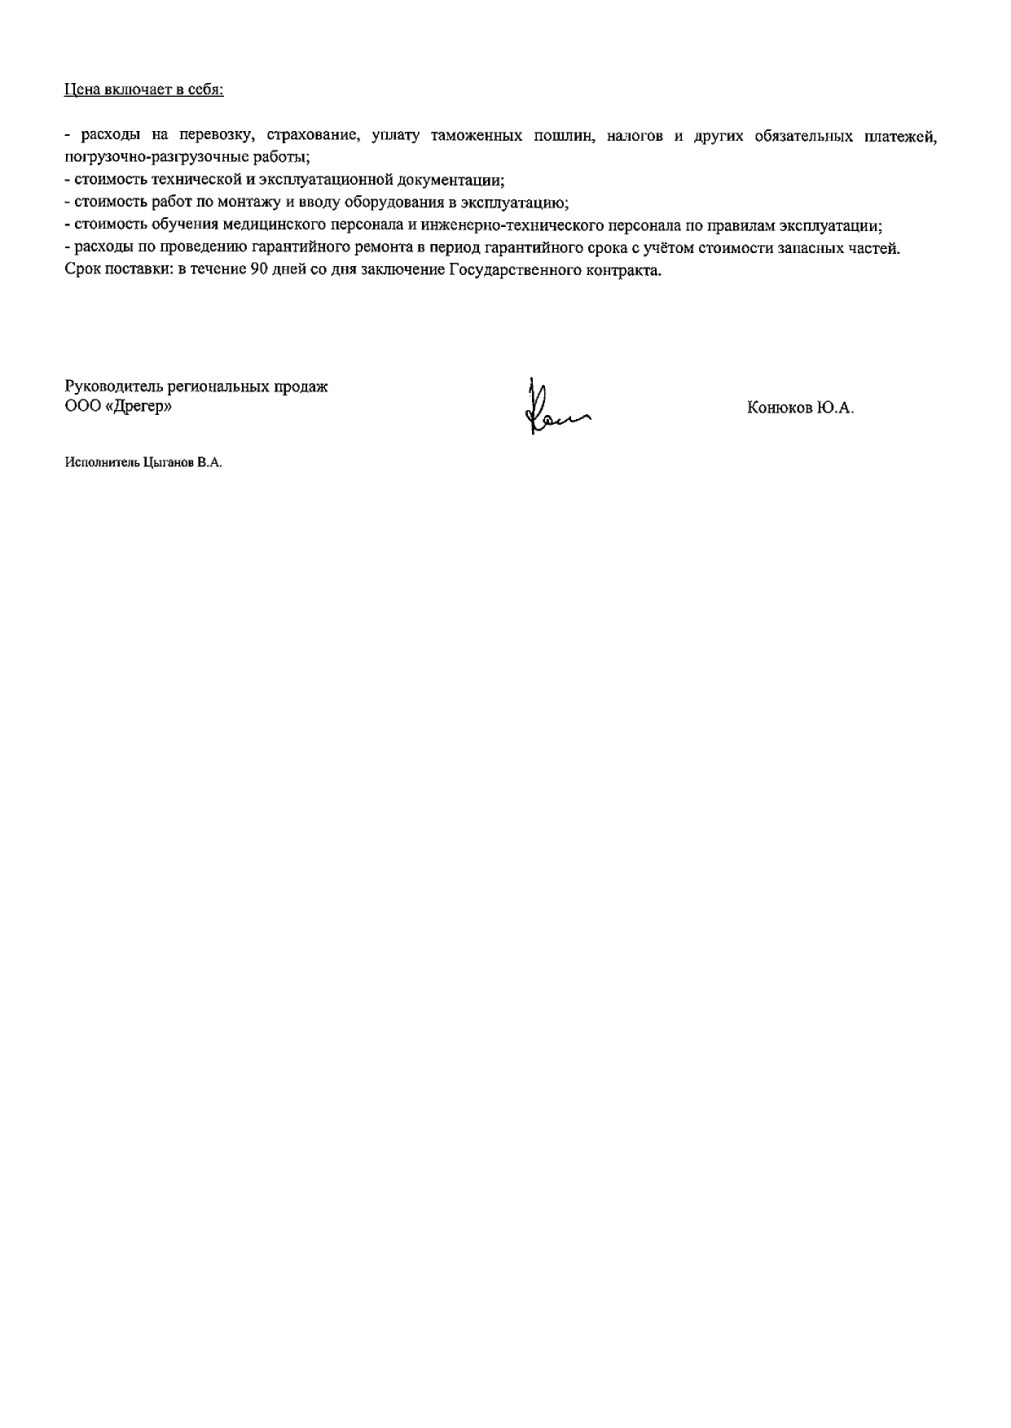 Цена включает в себя:
- расходы на перевозку, страхование, уплату таможенных пошлин, налогов и других обязательных платежей,
погрузочно-разгрузочные работы;
- стоимость технической и эксплуатационной документации;
- стоимость работ по монтажу и вводу оборудования в эксплуатацию;
- стоимость обучения медицинского персонала и инженерно-технического персонала по правилам эксплуатации;
- расходы по проведению гарантийного ремонта в период гарантийного срока с учётом стоимости запасных частей.
Срок поставки: в течение 90 дней со дня заключение Государственного контракта.
Руководитель региональных продаж
ООО «Дрегер»
Конюков Ю.А.
Исполнитель Цыганов В.А.